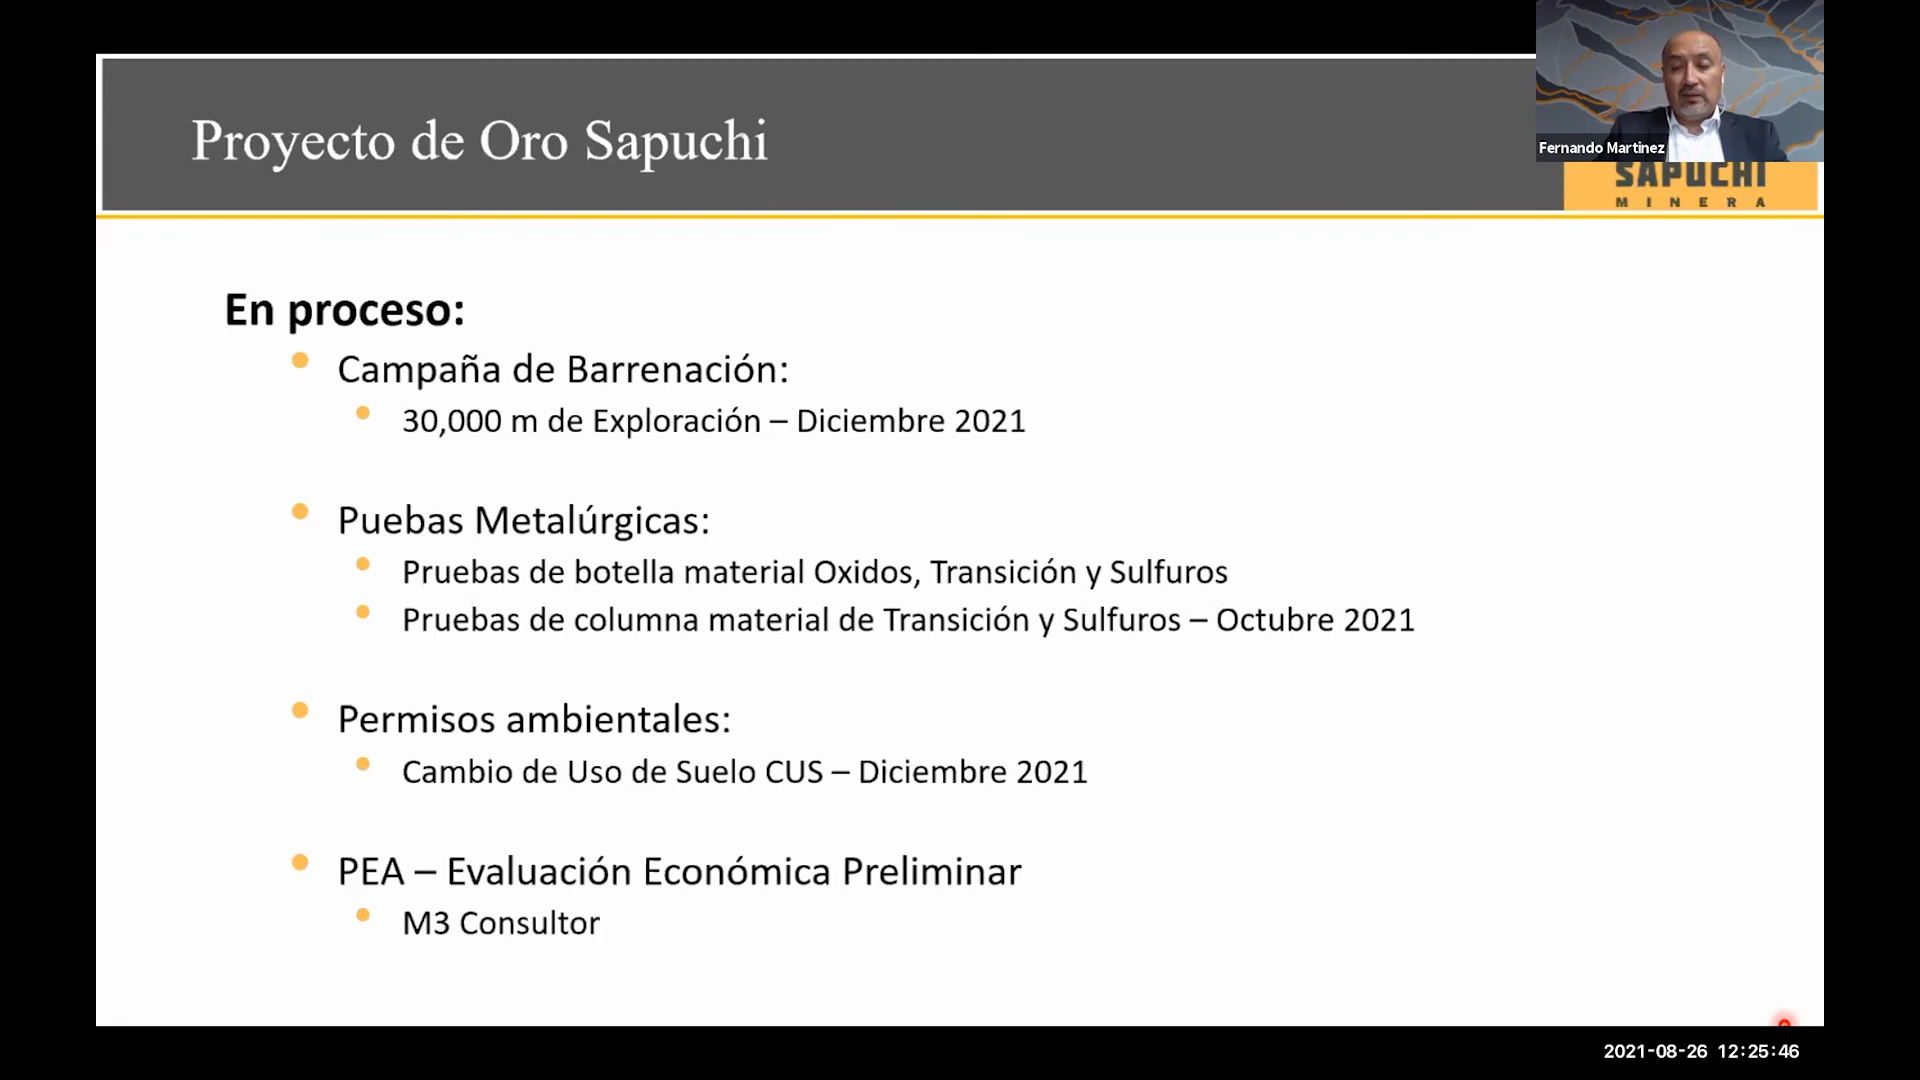 Proyecto de Oro Sapuchi
Fernando Martinez
SAPUCHI
MINERA
En proceso:
Campaña de Barrenación:
30,000 m de Exploración – Diciembre 2021
Puebas Metalúrgicas:
Pruebas de botella material Oxidos, Transición y Sulfuros
Pruebas de columna material de Transición y Sulfuros – Octubre 2021
Permisos ambientales:
Cambio de Uso de Suelo CUS – Diciembre 2021
PEA – Evaluación Económica Preliminar
M3 Consultor
2021-08-26 12:25:46